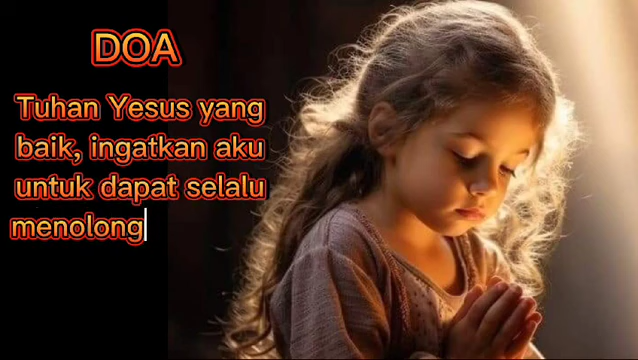 DOA
Tuhan Yesus yang
baik, ingatkan aku
untuk dapat selalu
menolong